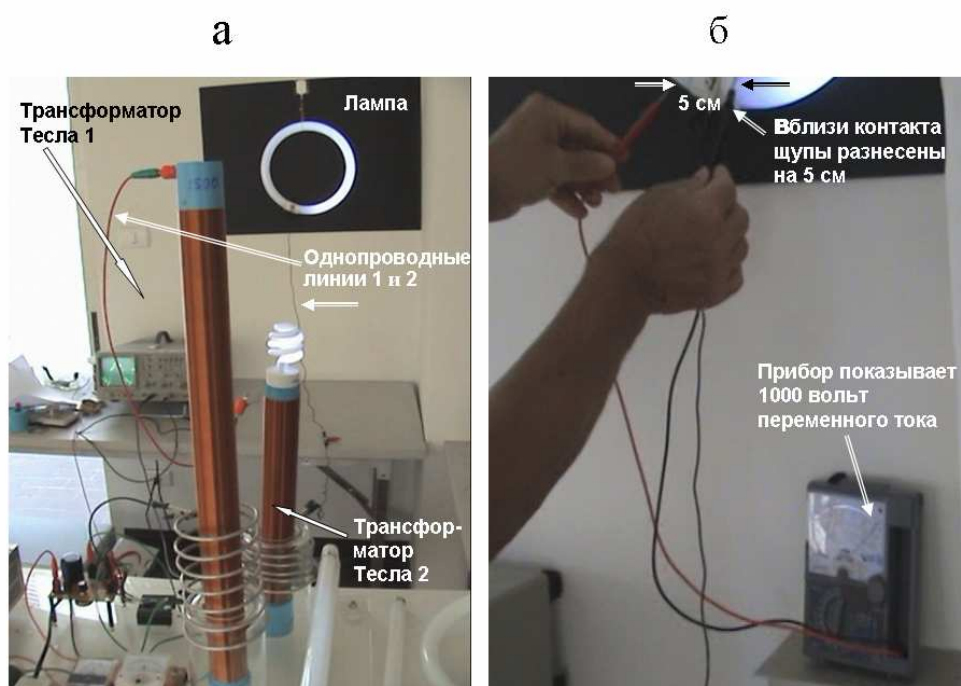 а
б
Трансформатор
Тесла 1
Лампа
Однопроводные
линии 1 и 2
Трансфор-
матор
Тесла 2
5 см
Вблизи контакта
щупы разнесены
на 5 см
Прибор показывает
1000 вольт
переменного тока